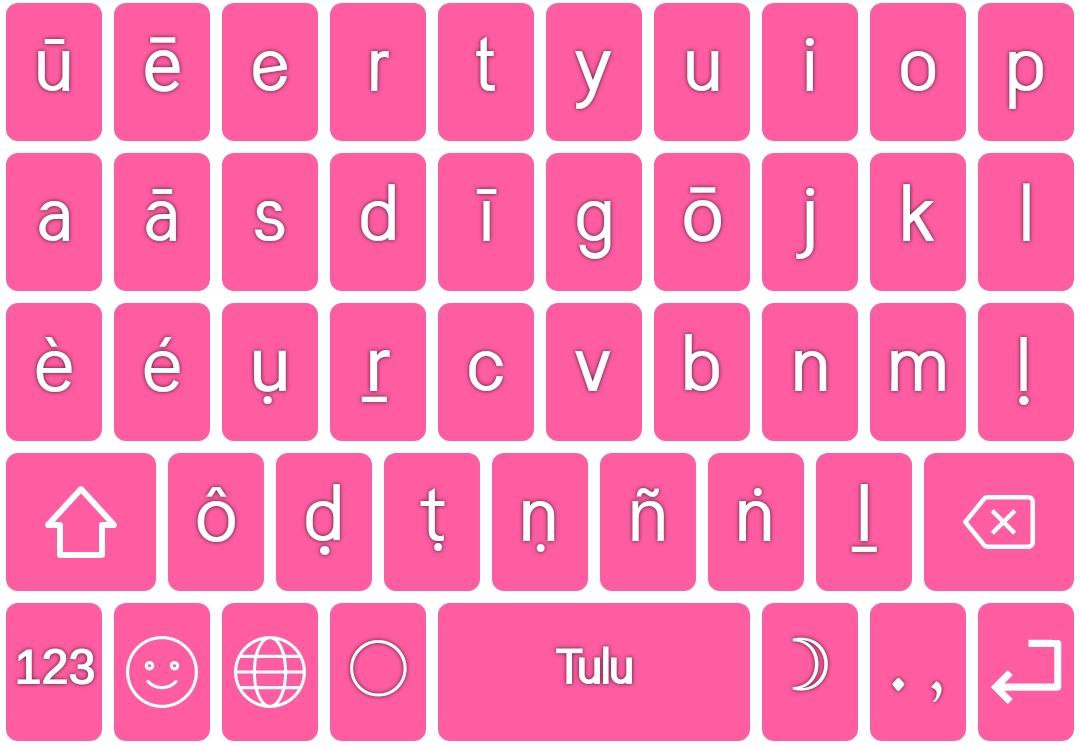 ū ē e r t y u i o p
a ā s d ī g ō j k l
è é ụ ṟ c v b n m ḷ
ô ḍ ṭ ṇ ñ ṅ ḻ
123 Tulu . ,